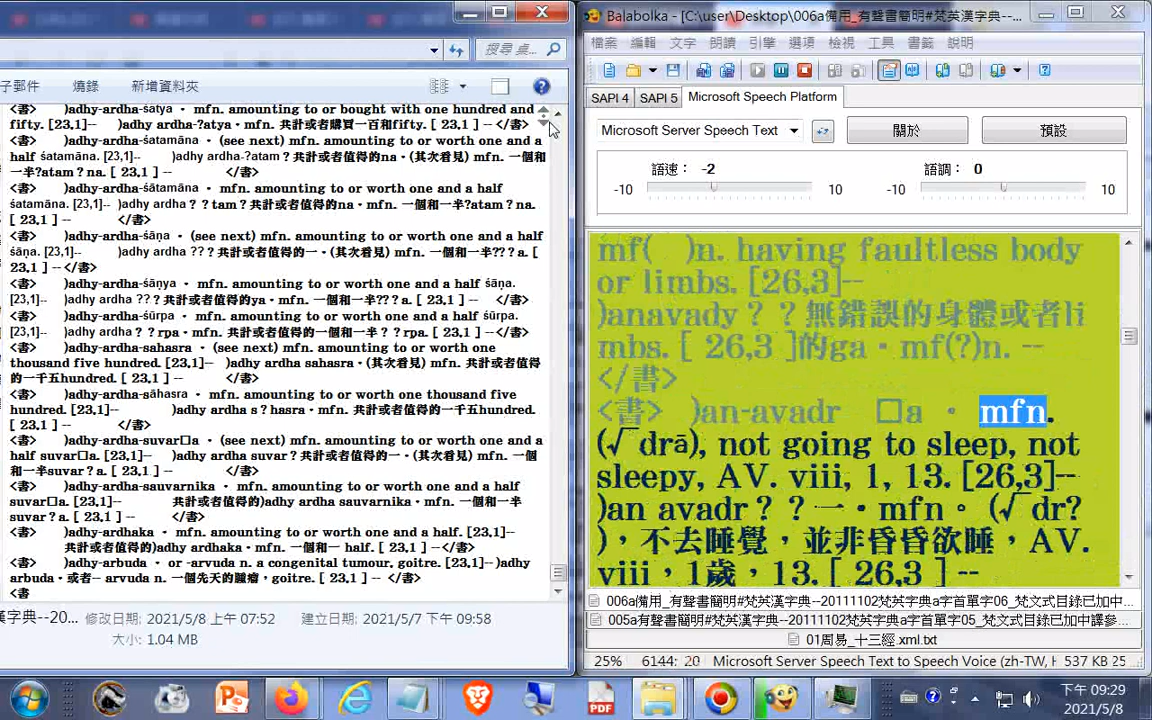 搜尋 桌...
子郵件 燒錄 新增資料夾
<書> )adhy-ardha-śatya。mfn. amounting to or bought with one hundred and
fifty. [23,1]-- )adhy ardha-?atya。mfn. 共計或者購買一百和fifty. [ 23,1 ] -- </書>
<書> )adhy-ardha-śatamāna。(see next) mfn. amounting to or worth one and a
half śatamāna. [23,1]-- )adhy ardha-?atam？共計或者值得的na。(其次看見) mfn. 一個和
一半?atam？na. [ 23,1 ] -- </書>
<書> )adhy-ardha-śātamāna。mfn. amounting to or worth one and a half
śatamāna. [23,1]-- )adhy ardha？？tam？共計或者值得的na。mfn. 一個和一半?atam？na.
[ 23,1 ] -- </書>
<書> )adhy-ardha-śāṇa。(see next) mfn. amounting to or worth one and a half
śāṇa. [23,1]-- )adhy ardha ??？共計或者值得的一。(其次看見) mfn. 一個和一半???a. [
23,1 ] -- </書>
<書> )adhy-ardha-śāṇya。mfn. amounting to or worth one and a half śāṇa.
[23,1]-- )adhy ardha ??？共計或者值得的ya。mfn. 一個和一半???a. [ 23,1 ] -- </書>
<書> )adhy-ardha-śūrpa。mfn. amounting to or worth one and a half śūrpa.
[23,1]-- )adhy ardha？？rpa。mfn. 共計或者值得的一個和一半？？rpa. [ 23,1 ] -- </書>
<書> )adhy-ardha-sahasra。(see next) mfn. amounting to or worth one
thousand five hundred. [23,1]-- )adhy ardha sahasra。(其次看見) mfn. 共計或者值得
的一千五hundred. [ 23,1 ] -- </書>
<書> )adhy-ardha-sāhasra。mfn. amounting to or worth one thousand five
hundred. [23,1]-- )adhy ardha s？hasra。mfn. 共計或者值得的一千五hundred.
[ 23,1 ] -- </書>
<書> )adhy-ardha-suvar□a。(see next) mfn. amounting to or worth one and a
half suvar□a. [23,1]-- )adhy ardha suvar？a。共計或者值得的一。(其次看見) mfn. 一個
和一半suvar？a. [ 23,1 ] -- </書>
<書> )adhy-ardha-sauvarnika。mfn. amounting to or worth one and a half
suvar□a. [23,1]-- 共計或者值得的)adhy ardha sauvarnika。mfn. 一個和一半
suvar？a. [ 23,1 ] -- </書>
<書> )adhy-ardhaka。mfn. amounting to or worth one and a half. [23,1]--
共計或者值得的)adhy ardhaka。mfn. 一個和一 half. [ 23,1 ] -- </書>
<書> )adhy-arbuda。or -arvuda n. a congenital tumour, goitre. [23,1]-- )adhy
arbuda。或者— arvuda n. 一個先天的腫瘤，goitre. [ 23,1 ] -- </書>
<書
漢字典--20... 修改日期: 2021/5/8 上午 07:52 建立日期: 2021/5/7 下午 09:58
大小: 1.04 MB
Balabolka - [C:\user\Desktop\006a備用_有聲書簡明#梵英漢字典--2011110２梵英字典a字首單字06_...
檔案 編輯 文字 朗讀 引擎 選項 檢視 工具 書籤 說明
SAPI 4 SAPI 5 Microsoft Speech Platform
Microsoft Server Speech Text 關於 預設
語速: -2 語調: 0
-10 10 -10 10
mf( )n. having faultless body
or limbs. [26,3]--
)anavady？？無錯誤的身體或者li
mbs. [ 26,3 ]的ga。mf(?)n. --
</書>
<書> )an-avadr □a 。 mfn.
(√drā), not going to sleep, not
sleepy, AV. viii, 1, 13. [26,3]--
)an avadr？？一。mfn。 (√dr?
)，不去睡覺，並非昏昏欲睡，AV.
viii，1歲，13. [ 26,3 ] --
006a備用_有聲書簡明#梵英漢字典--20111102梵英字典a字首單字06_梵文式目錄已加中...
005a有聲書簡明#梵英漢字典--20111102梵英字典a字首單字05_梵文式目錄已加中譯參...
01周易_十三經.xml.txt
25% 6144: 20 Microsoft Server Speech Text to Speech Voice (zh-TW, H 537 KB 25
PDF
下午 09:29
2021/5/8